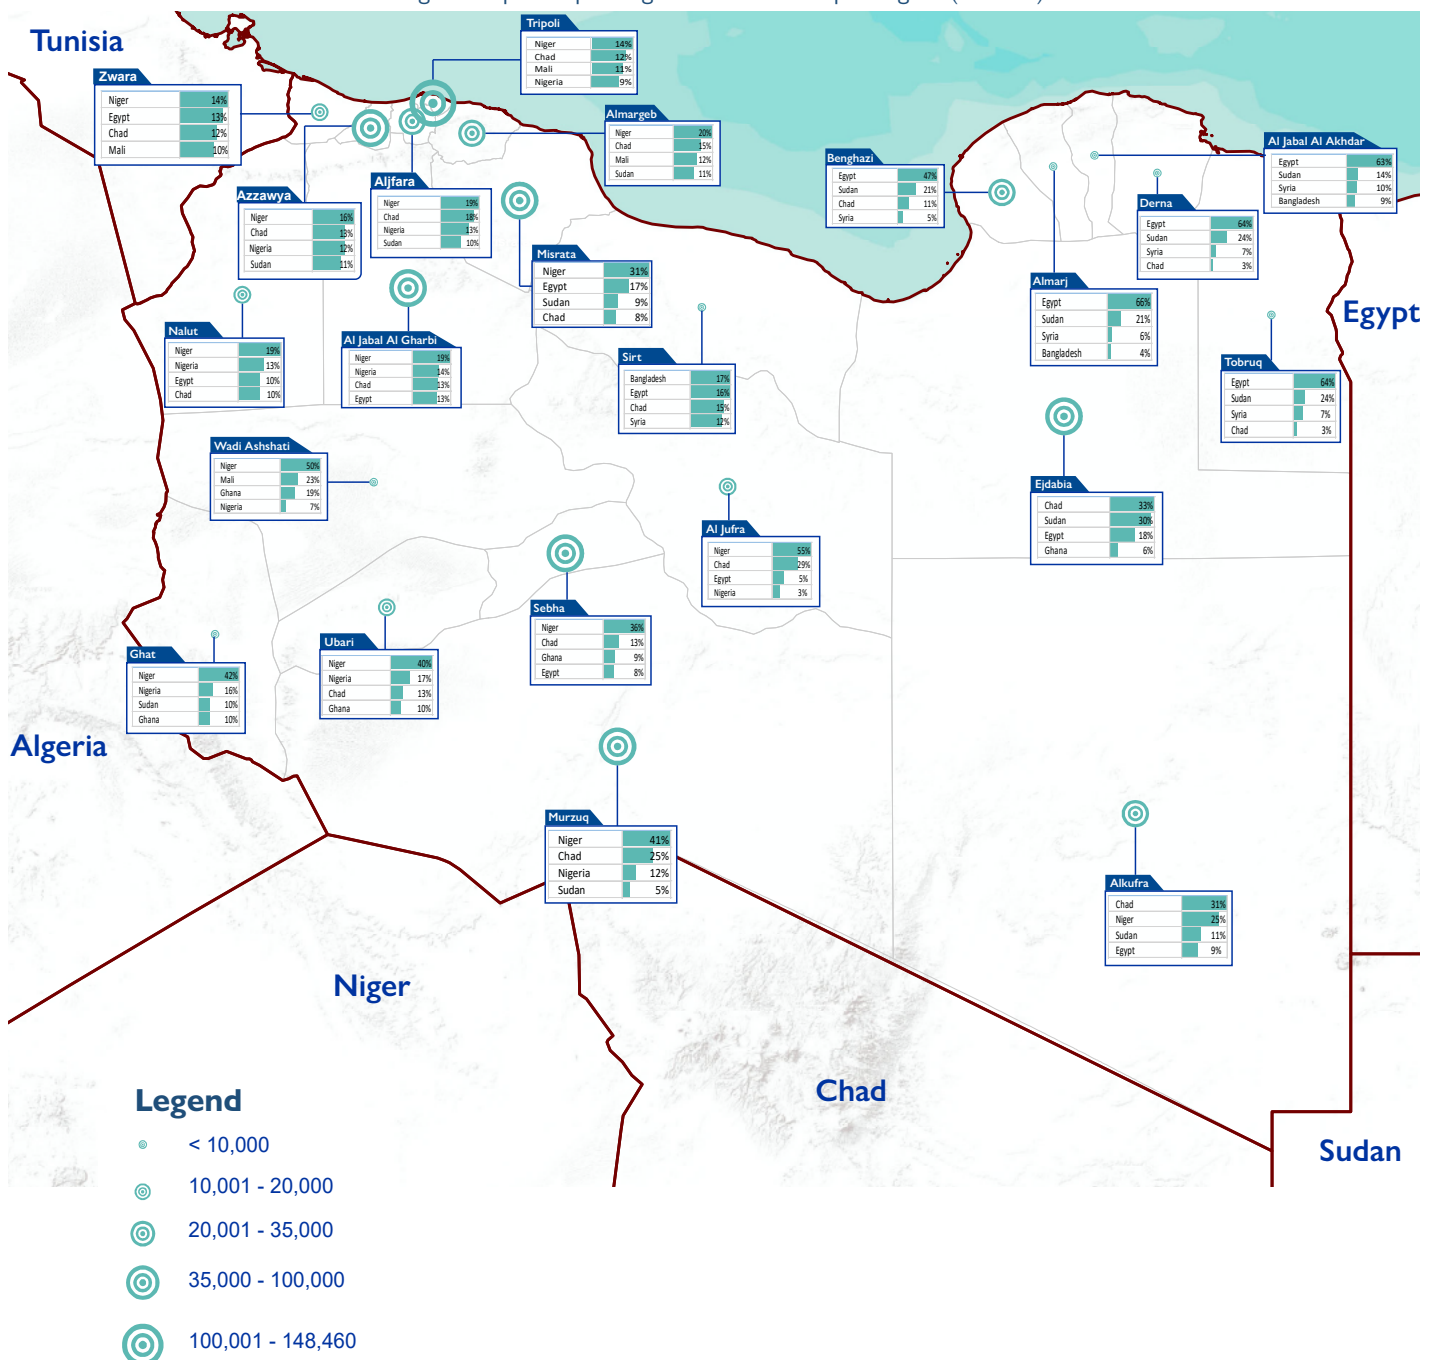 Tunisia
Tripoli
Niger 14%
Chad 12%
Mali 11%
Nigeria 9%
Zwara
Niger 14%
Egypt 13%
Chad 12%
Mali 10%
Almargeb
Niger 20%
Chad 15%
Mali 12%
Sudan 11%
Al Jabal Al Akhdar
Egypt 63%
Sudan 14%
Syria 10%
Bangladesh 9%
Benghazi
Egypt 47%
Sudan 21%
Chad 11%
Syria 5%
Azzawya
Niger 16%
Chad 13%
Nigeria 12%
Sudan 11%
Aljfara
Niger 19%
Chad 18%
Nigeria 13%
Sudan 10%
Derna
Egypt 64%
Sudan 24%
Syria 7%
Chad 3%
Misrata
Niger 31%
Egypt 17%
Sudan 9%
Chad 8%
Almarj
Egypt 66%
Sudan 21%
Syria 6%
Bangladesh 4%
Egypt
Nalut
Niger 19%
Nigeria 13%
Egypt 10%
Chad 10%
Al Jabal Al Gharbi
Niger 19%
Nigeria 14%
Chad 13%
Egypt 13%
Sirt
Bangladesh 17%
Egypt 16%
Chad 15%
Syria 12%
Tobruq
Egypt 64%
Sudan 24%
Syria 7%
Chad 3%
Wadi Ashshati
Niger 50%
Mali 23%
Ghana 19%
Nigeria 7%
Ejdabia
Chad 33%
Sudan 30%
Egypt 18%
Ghana 6%
Al Jufra
Niger 55%
Chad 29%
Egypt 5%
Nigeria 3%
Sebha
Niger 36%
Chad 13%
Ghana 9%
Egypt 8%
Ubari
Niger 40%
Nigeria 17%
Chad 13%
Ghana 10%
Ghat
Niger 42%
Nigeria 16%
Sudan 10%
Ghana 10%
Algeria
Murzuq
Niger 41%
Chad 25%
Nigeria 12%
Sudan 5%
Alkufra
Chad 31%
Niger 25%
Sudan 11%
Egypt 9%
Niger
Chad
Sudan
Legend
< 10,000
10,001 - 20,000
20,001 - 35,000
35,000 - 100,000
100,001 - 148,460